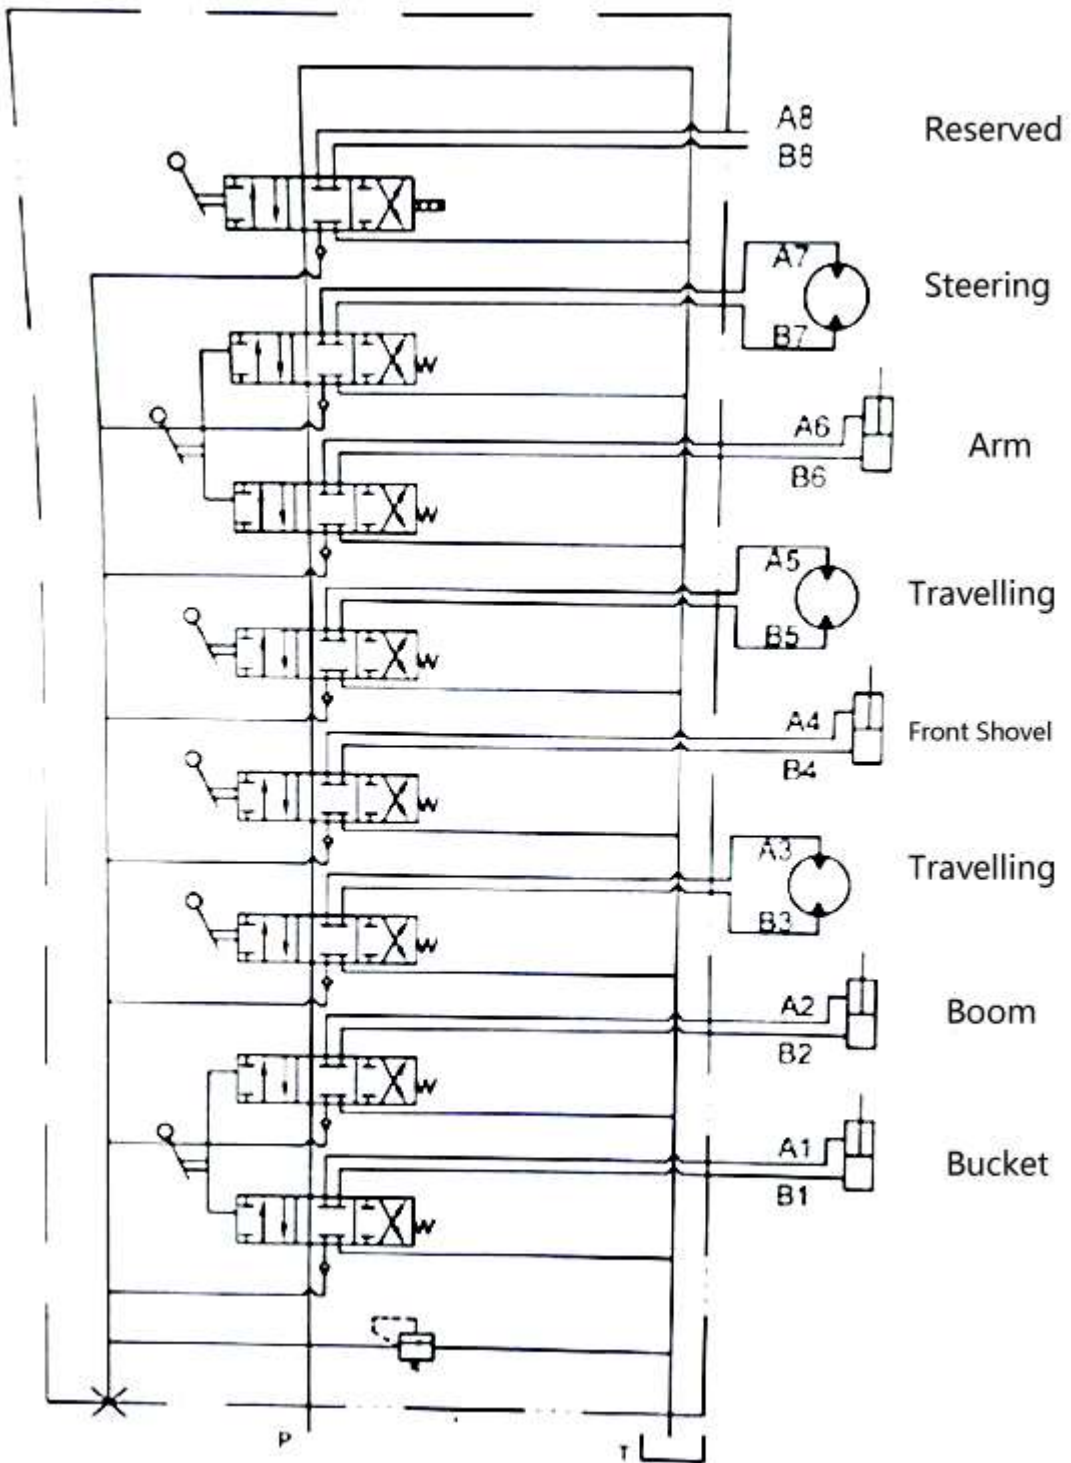 A8
B8
Reserved
A7
B7
Steering
A6
B6
Arm
A5
B5
Travelling
A4
B4
Front Shovel
A3
B3
Travelling
A2
B2
Boom
A1
B1
Bucket
P
T